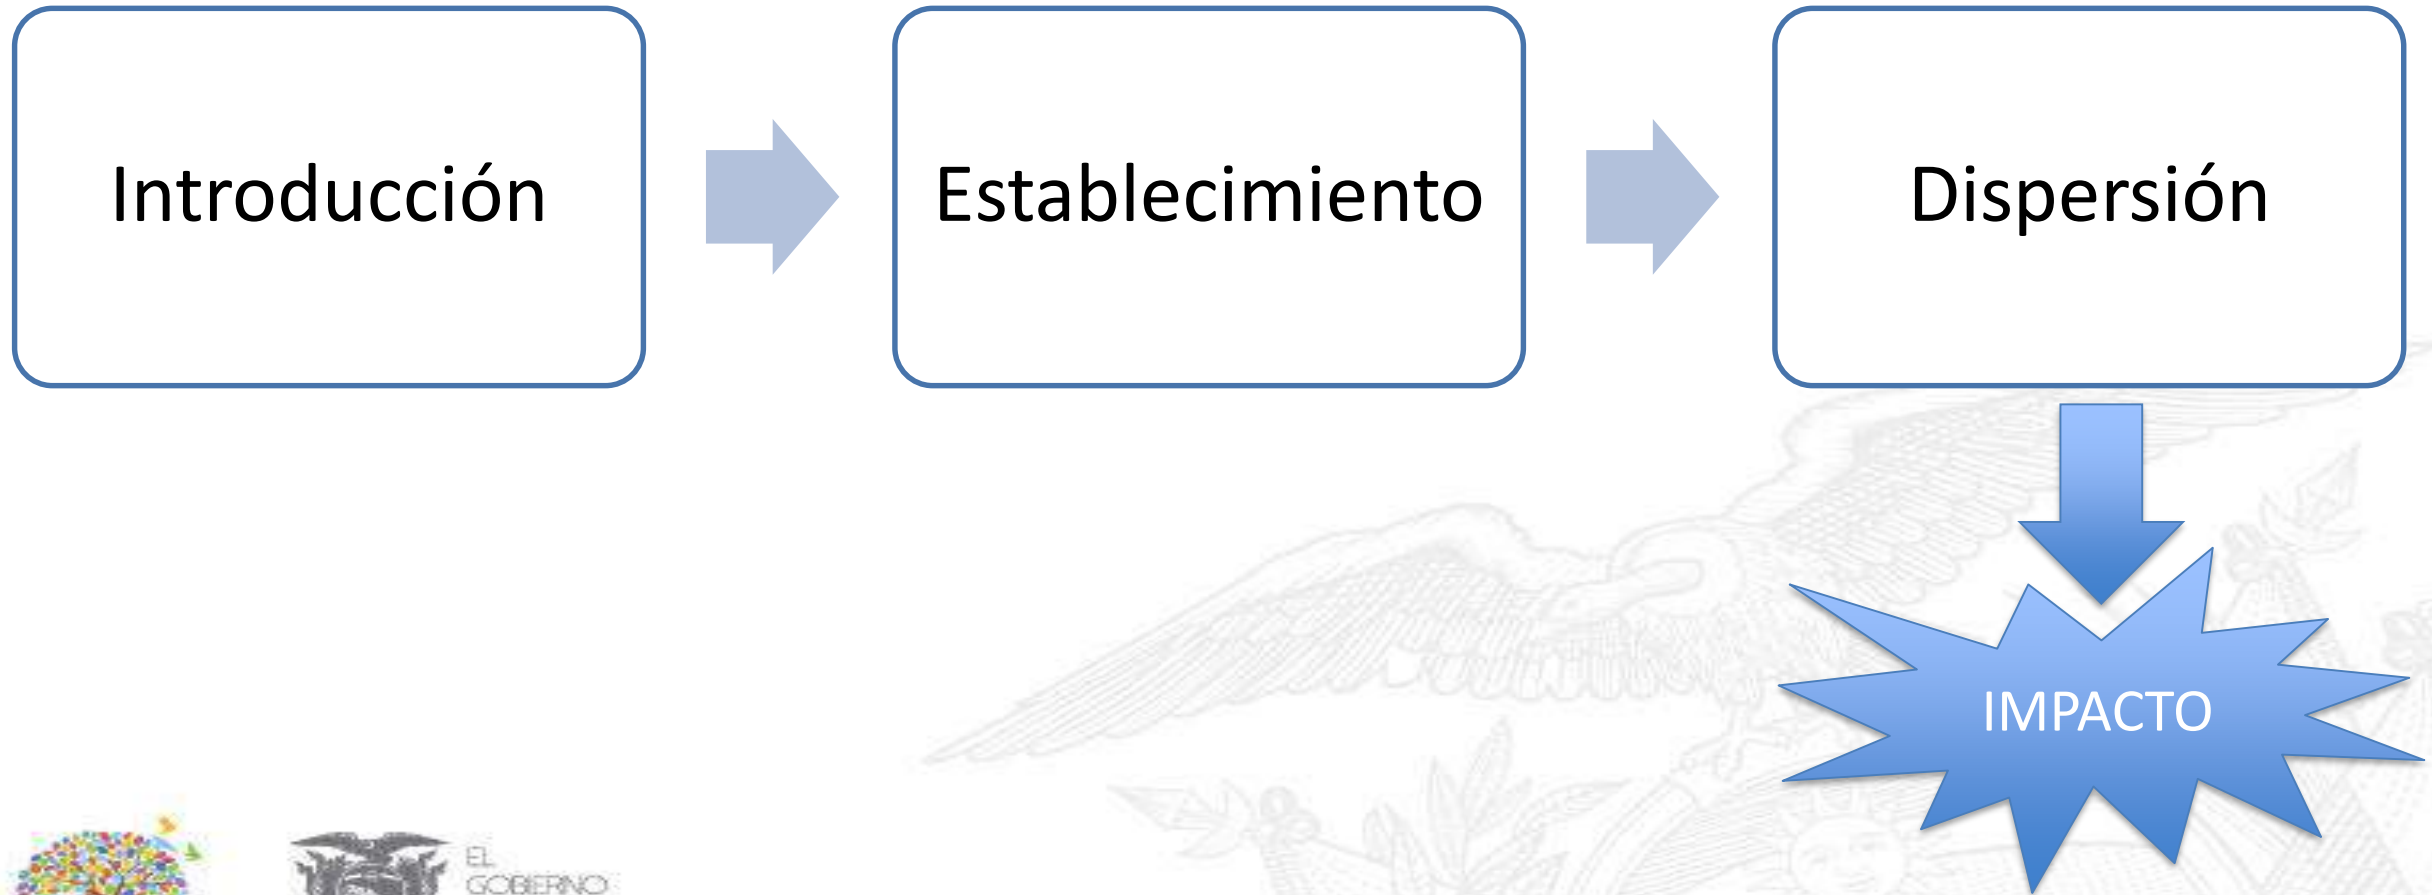 Introducción
Establecimiento
Dispersión
IMPACTO
EL
GOBIERNO